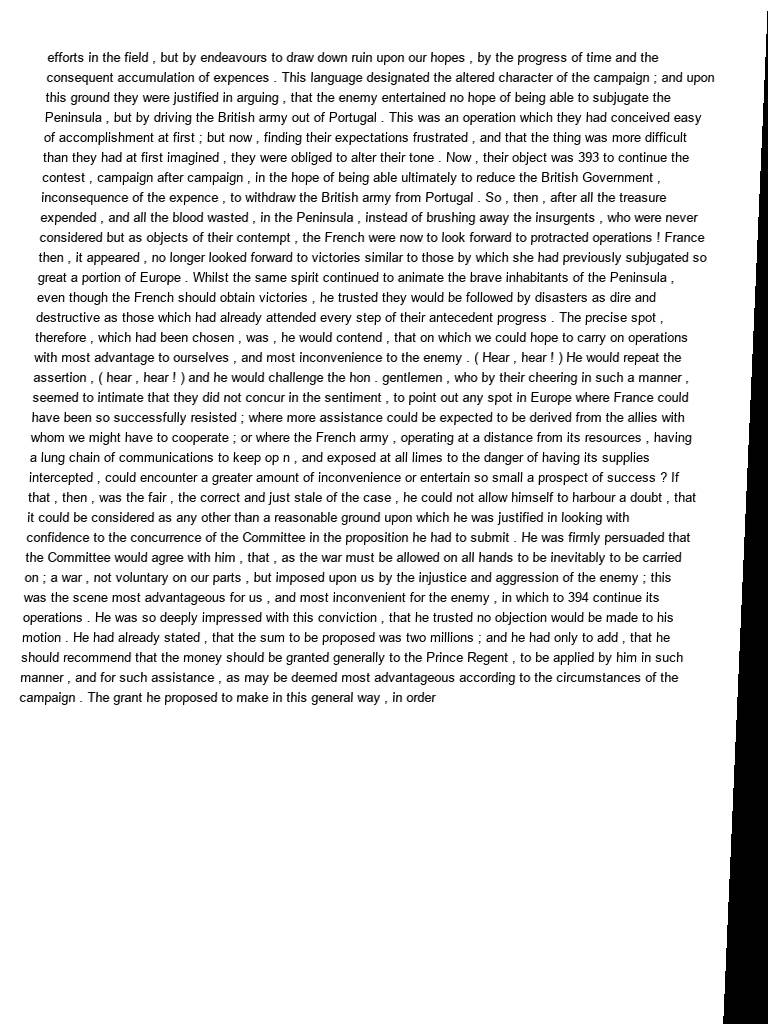 efforts in the field , but by endeavours to draw down ruin upon our hopes , by the progress of time and the
consequent accumulation of expences . This language designated the altered character of the campaign ; and upon
this ground they were justified in arguing , that the enemy entertained no hope of being able to subjugate the
Peninsula , but by driving the British army out of Portugal . This was an operation which they had conceived easy
of accomplishment at first ; but now , finding their expectations frustrated , and that the thing was more difficult
than they had at first imagined , they were obliged to alter their tone . Now , their object was 393 to continue the
contest , campaign after campaign , in the hope of being able ultimately to reduce the British Government ,
inconsequence of the expence , to withdraw the British army from Portugal . So , then , after all the treasure
expended , and all the blood wasted , in the Peninsula , instead of brushing away the insurgents , who were never
considered but as objects of their contempt , the French were now to look forward to protracted operations ! France
then , it appeared , no longer looked forward to victories similar to those by which she had previously subjugated so
great a portion of Europe . Whilst the same spirit continued to animate the brave inhabitants of the Peninsula ,
even though the French should obtain victories , he trusted they would be followed by disasters as dire and
destructive as those which had already attended every step of their antecedent progress . The precise spot ,
therefore , which had been chosen , was , he would contend , that on which we could hope to carry on operations
with most advantage to ourselves , and most inconvenience to the enemy . ( Hear , hear ! ) He would repeat the
assertion , ( hear , hear ! ) and he would challenge the hon . gentlemen , who by their cheering in such a manner ,
seemed to intimate that they did not concur in the sentiment , to point out any spot in Europe where France could
have been so successfully resisted ; where more assistance could be expected to be derived from the allies with
whom we might have to cooperate ; or where the French army , operating at a distance from its resources , having
a lung chain of communications to keep op n , and exposed at all limes to the danger of having its supplies
intercepted , could encounter a greater amount of inconvenience or entertain so small a prospect of success ? If
that , then , was the fair , the correct and just stale of the case , he could not allow himself to harbour a doubt , that
it could be considered as any other than a reasonable ground upon which he was justified in looking with
confidence to the concurrence of the Committee in the proposition he had to submit . He was firmly persuaded that
the Committee would agree with him , that , as the war must be allowed on all hands to be inevitably to be carried
on ; a war , not voluntary on our parts , but imposed upon us by the injustice and aggression of the enemy ; this
was the scene most advantageous for us , and most inconvenient for the enemy , in which to 394 continue its
operations . He was so deeply impressed with this conviction , that he trusted no objection would be made to his
motion . He had already stated , that the sum to be proposed was two millions ; and he had only to add , that he
should recommend that the money should be granted generally to the Prince Regent , to be applied by him in such
manner , and for such assistance , as may be deemed most advantageous according to the circumstances of the
campaign . The grant he proposed to make in this general way , in order